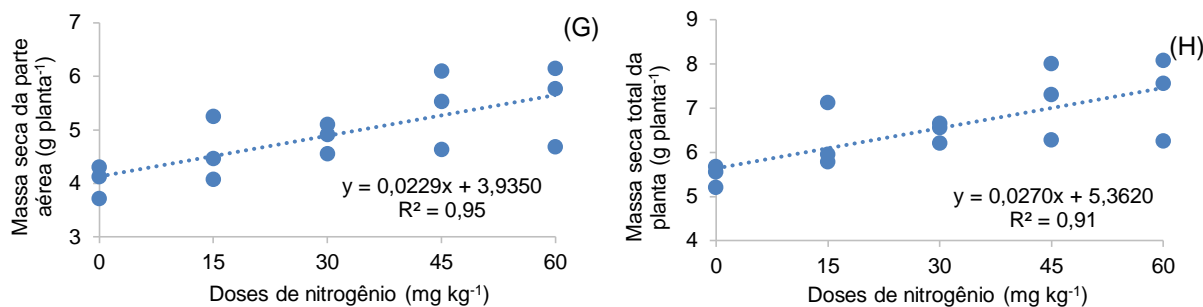 (G)
Massa seca da parte
aérea (g planta⁻¹)
7
6
5
4
3
y = 0,0229x + 3,9350
R² = 0,95
0 15 30 45 60
Doses de nitrogênio (mg kg⁻¹)
(H)
Massa seca total da
planta (g planta⁻¹)
9
8
7
6
5
4
y = 0,0270x + 5,3620
R² = 0,91
0 15 30 45 60
Doses de nitrogênio (mg kg⁻¹)